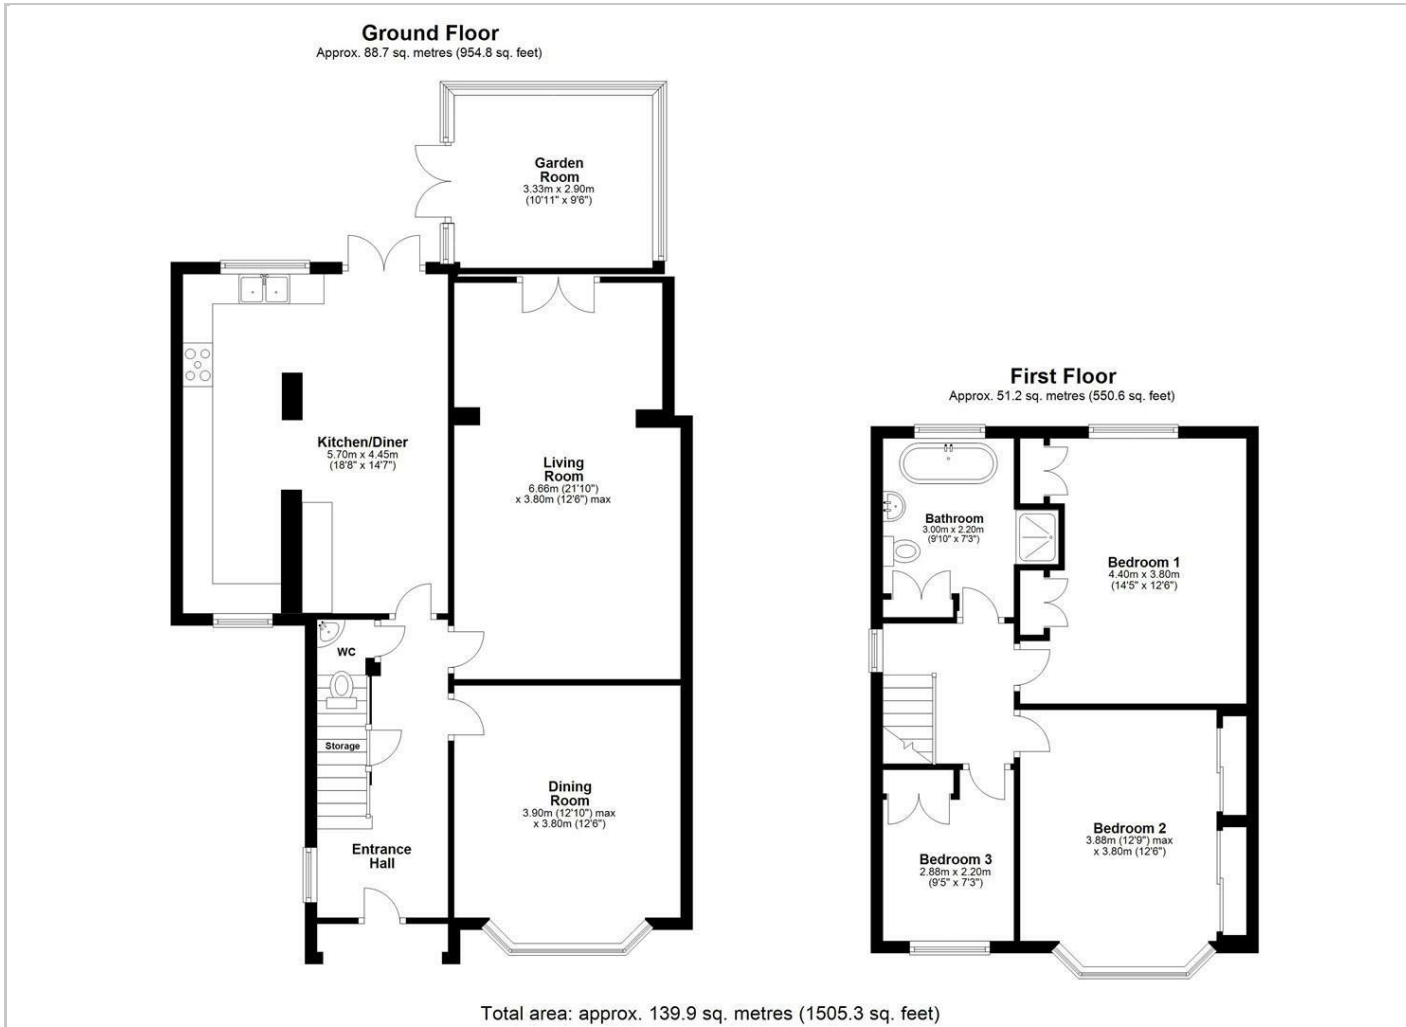 Ground Floor
Approx. 88.7 sq. metres (954.8 sq. feet)
Garden
Room
3.33m x 2.90m
(10'11" x 9'6")
Kitchen/Diner
5.70m x 4.45m
(18'8" x 14'7")
Living
Room
6.66m (21'10")
x 3.80m (12'6") max
WC
Storage
Dining
Room
3.90m (12'10") max
x 3.80m (12'6")
Entrance
Hall
First Floor
Approx. 51.2 sq. metres (550.6 sq. feet)
Bathroom
3.00m x 2.20m
(9'10" x 7'3")
Bedroom 1
4.40m x 3.80m
(14'5" x 12'6")
Bedroom 2
3.88m (12'9") max
x 3.80m (12'6")
Bedroom 3
2.88m x 2.20m
(9'5" x 7'3")
Total area: approx. 139.9 sq. metres (1505.3 sq. feet)